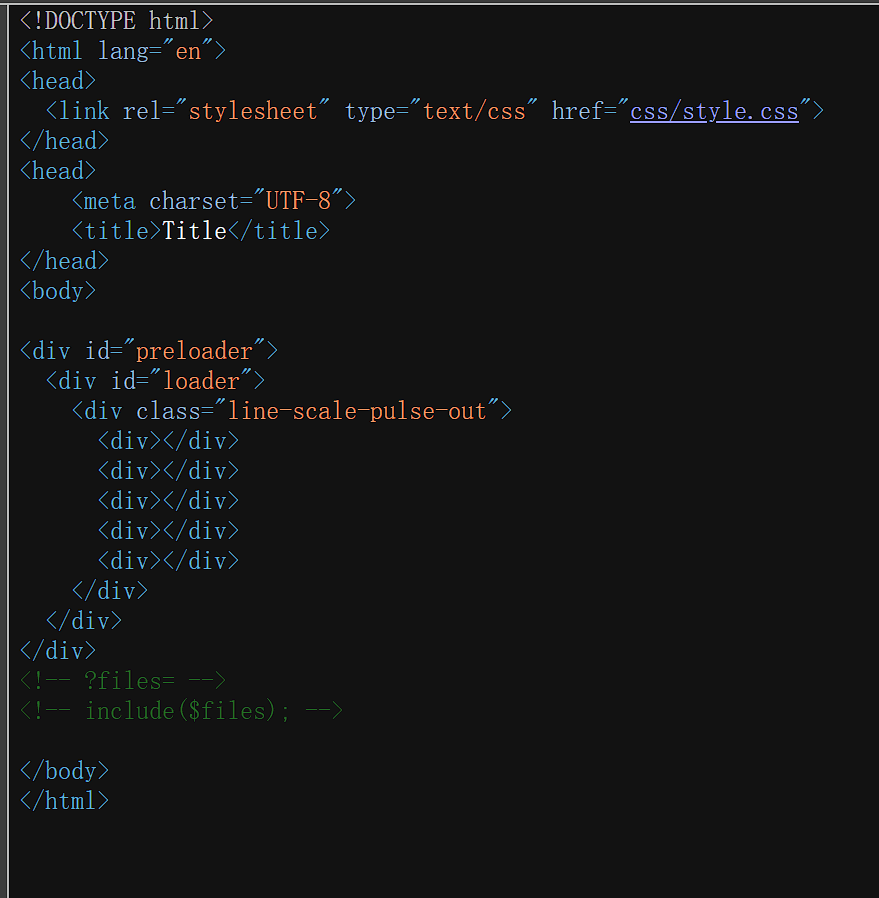 <!DOCTYPE html>
<html lang="en">
<head>
  <link rel="stylesheet" type="text/css" href="css/style.css">
</head>
<head>
    <meta charset="UTF-8">
    <title>Title</title>
</head>
<body>

<div id="preloader">
  <div id="loader">
    <div class="line-scale-pulse-out">
      <div></div>
      <div></div>
      <div></div>
      <div></div>
      <div></div>
    </div>
  </div>
</div>
<!-- ?files= -->
<!-- include($files); -->

</body>
</html>